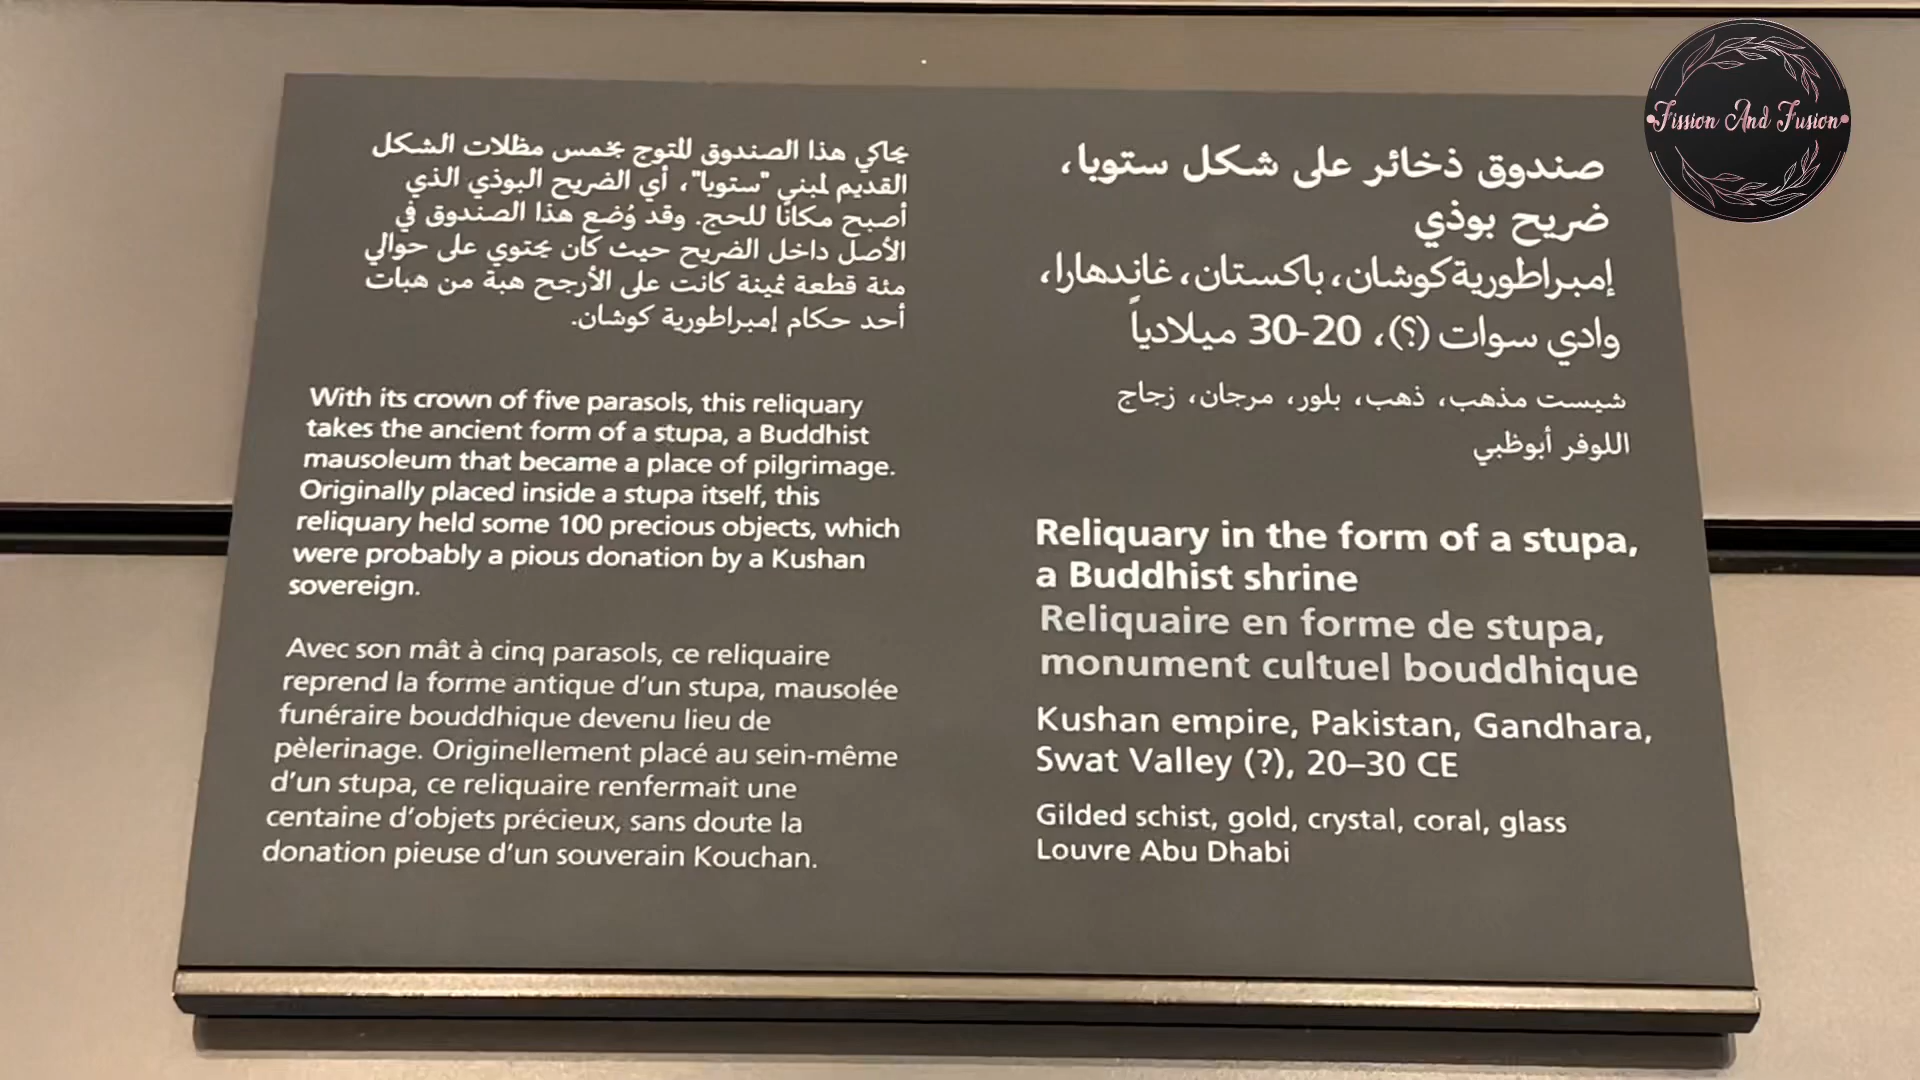 يحاكي هذا الصندوق المتوج بخمس مظلات الشكل
القديم لمبنى "ستوبا"، أي الضريح البوذي الذي
أصبح مكانًا للحج. وقد وُضع هذا الصندوق في
الأصل داخل الضريح حيث كان يحتوي على حوالي
مئة قطعة ثمينة كانت على الأرجح هبة من هبات
أحد حكام إمبراطورية كوشان.
With its crown of five parasols, this reliquary
takes the ancient form of a stupa, a Buddhist
mausoleum that became a place of pilgrimage.
Originally placed inside a stupa itself, this
reliquary held some 100 precious objects, which
were probably a pious donation by a Kushan
sovereign.
Avec son mât à cinq parasols, ce reliquaire
reprend la forme antique d'un stupa, mausolée
funéraire bouddhique devenu lieu de
pèlerinage. Originellement placé au sein-même
d'un stupa, ce reliquaire renfermait une
centaine d'objets précieux, sans doute la
donation pieuse d'un souverain Kouchan.
صندوق ذخائر على شكل ستوبا،
ضريح بوذي
إمبراطورية كوشان، باكستان، غاندهارا،
وادي سوات (؟)، 20-30 ميلادياً
شيست مذهب، ذهب، بلور، مرجان، زجاج
اللوفر أبوظبي
Reliquary in the form of a stupa,
a Buddhist shrine
Reliquaire en forme de stupa,
monument cultuel bouddhique
Kushan empire, Pakistan, Gandhara,
Swat Valley (?), 20–30 CE
Gilded schist, gold, crystal, coral, glass
Louvre Abu Dhabi
Fission And Fusion